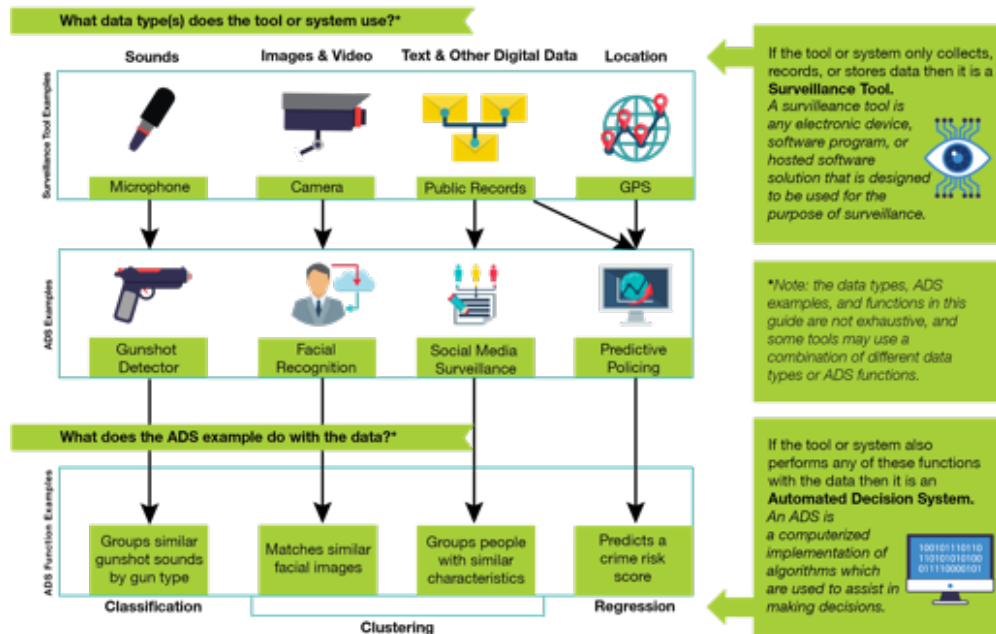 What data type(s) does the tool or system use?*
Sounds
Images & Video
Text & Other Digital Data
Location
Surveillance Tool Examples
Microphone
Camera
Public Records
GPS
ADS Examples
Gunshot
Detector
Facial
Recognition
Social Media
Surveillance
Predictive
Policing
What does the ADS example do with the data?*
ADS Function Examples
Groups similar
gunshot sounds
by gun type
Matches similar
facial images
Groups people
with similar
characteristics
Predicts a
crime risk
score
Classification
Clustering
Regression
If the tool or system only collects,
records, or stores data then it is a
Surveillance Tool.
A survilleance tool is
any electronic device,
software program, or
hosted software
solution that is designed
to be used for the
purpose of surveillance.
*Note: the data types, ADS
examples, and functions in this
guide are not exhaustive, and
some tools may use a
combination of different data
types or ADS functions.
If the tool or system also
performs any of these functions
with the data then it is an
Automated Decision System.
An ADS is
a computerized
implementation of
algorithms which
are used to assist in
making decisions.
100101110110
110101010100
011110000101